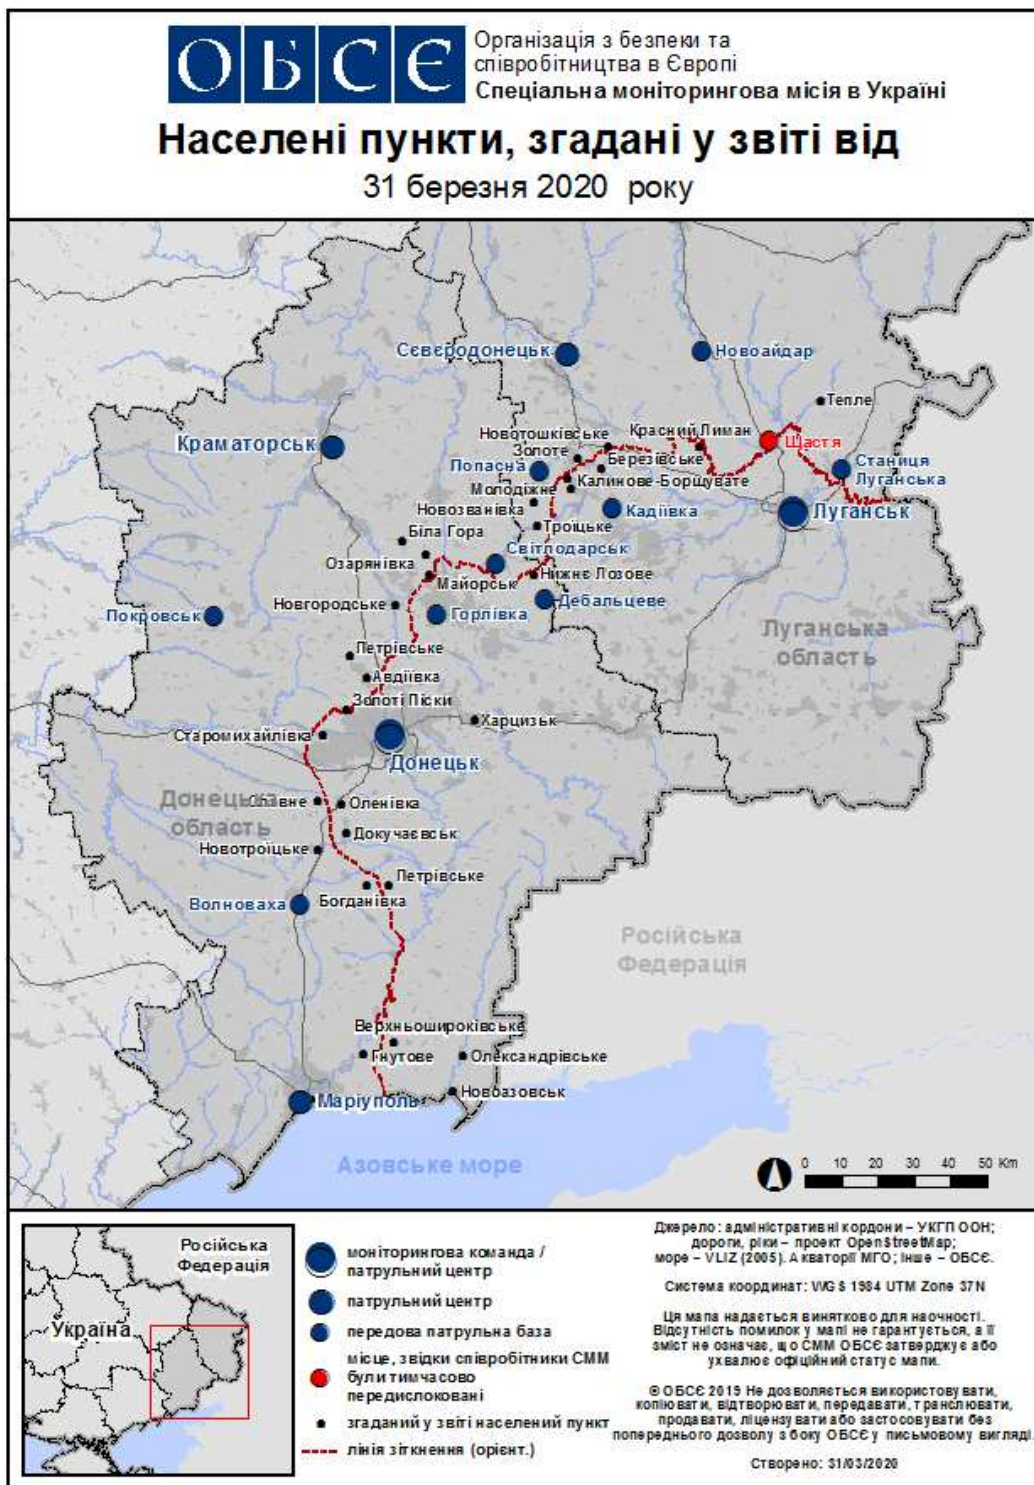 ОБСЄ
Організація з безпеки та
співробітництва в Європі
Спеціальна моніторингова місія в Україні
Населені пункти, згадані у звіті від
31 березня 2020 року
Сєвєродонецьк
Новоайдар
Тепле
Краматорськ
Новотошківське
Красний Лиман
Щастя
Золоте
Березівське
Попасна
Станиця
Луганська
Калинове-Борщувате
Молодіжне
Новозванівка
Кадіївка
Луганськ
Троїцьке
Біла Гора
Світлодарськ
Озарянівка
Майорськ
Нижнє Лозове
Новгородське
Дебальцеве
Покровськ
Горлівка
Луганська
область
Петрівське
Авдіївка
Золоті Піски
Харцизьк
Старомихайлівка
Донецьк
Донецька
область
Оленівка
Докучаєвськ
Новотроїцьке
Петрівське
Волноваха
Богданівка
Російська
Федерація
Верхньошироківське
Гнутове
Олександрівське
Новоазовськ
Маріуполь
Азовське море
0 10 20 30 40 50 Km
Російська
Федерація
Україна
моніторингова команда /
патрульний центр
патрульний центр
передова патрульна база
місце, звідки співробітники СММ
були тимчасово
передислоковані
згаданий у звіті населений пункт
лінія зіткнення (орієнт.)
Джерело: адміністративні кордони – УКГП ООН;
дороги, ріки – проект OpenStreetMap;
море – VLIZ (2005). Акваторії МГО; інше – ОБСЄ.
Система координат: WGS 1984 UTM Zone 37N
Ця мапа надається винятково для наочності.
Відсутність помилок у мапі не гарантується, а її
зміст не означає, що СММ ОБСЄ затверджує або
ухвалює офіційний статус мапи.
© ОБСЄ 2019 Не дозволяється використовувати,
копіювати, відтворювати, передавати, транслювати,
продавати, ліцензувати або застосовувати без
попереднього дозволу з боку ОБСЄ у письмовому вигляді.
Створено: 31/03/2020